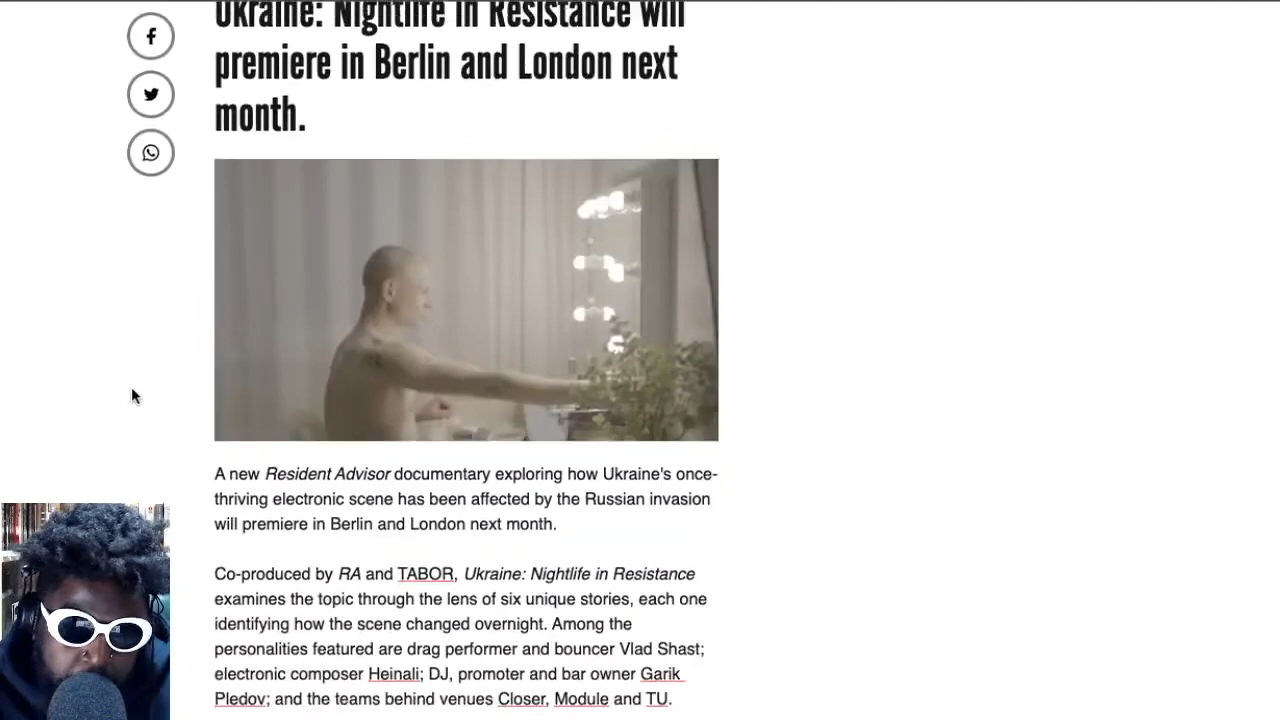 Ukraine: Nightlife in Resistance will
premiere in Berlin and London next
month.
A new Resident Advisor documentary exploring how Ukraine's once-
thriving electronic scene has been affected by the Russian invasion
will premiere in Berlin and London next month.
Co-produced by RA and TABOR, Ukraine: Nightlife in Resistance
examines the topic through the lens of six unique stories, each one
identifying how the scene changed overnight. Among the
personalities featured are drag performer and bouncer Vlad Shast;
electronic composer Heinali; DJ, promoter and bar owner Garik
Pledov; and the teams behind venues Closer, Module and TU.